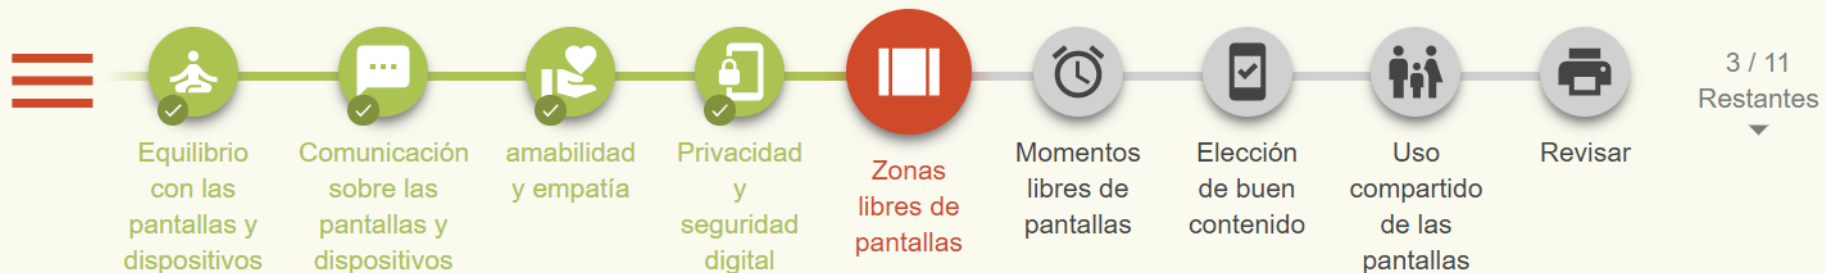 Equilibrio
con las
pantallas y
dispositivos
Comunicación
sobre las
pantallas y
dispositivos
amabilidad
y empatía
Privacidad
y
seguridad
digital
Zonas
libres de
pantallas
Momentos
libres de
pantallas
Elección
de buen
contenido
Uso
compartido
de las
pantallas
Revisar
3 / 11
Restantes